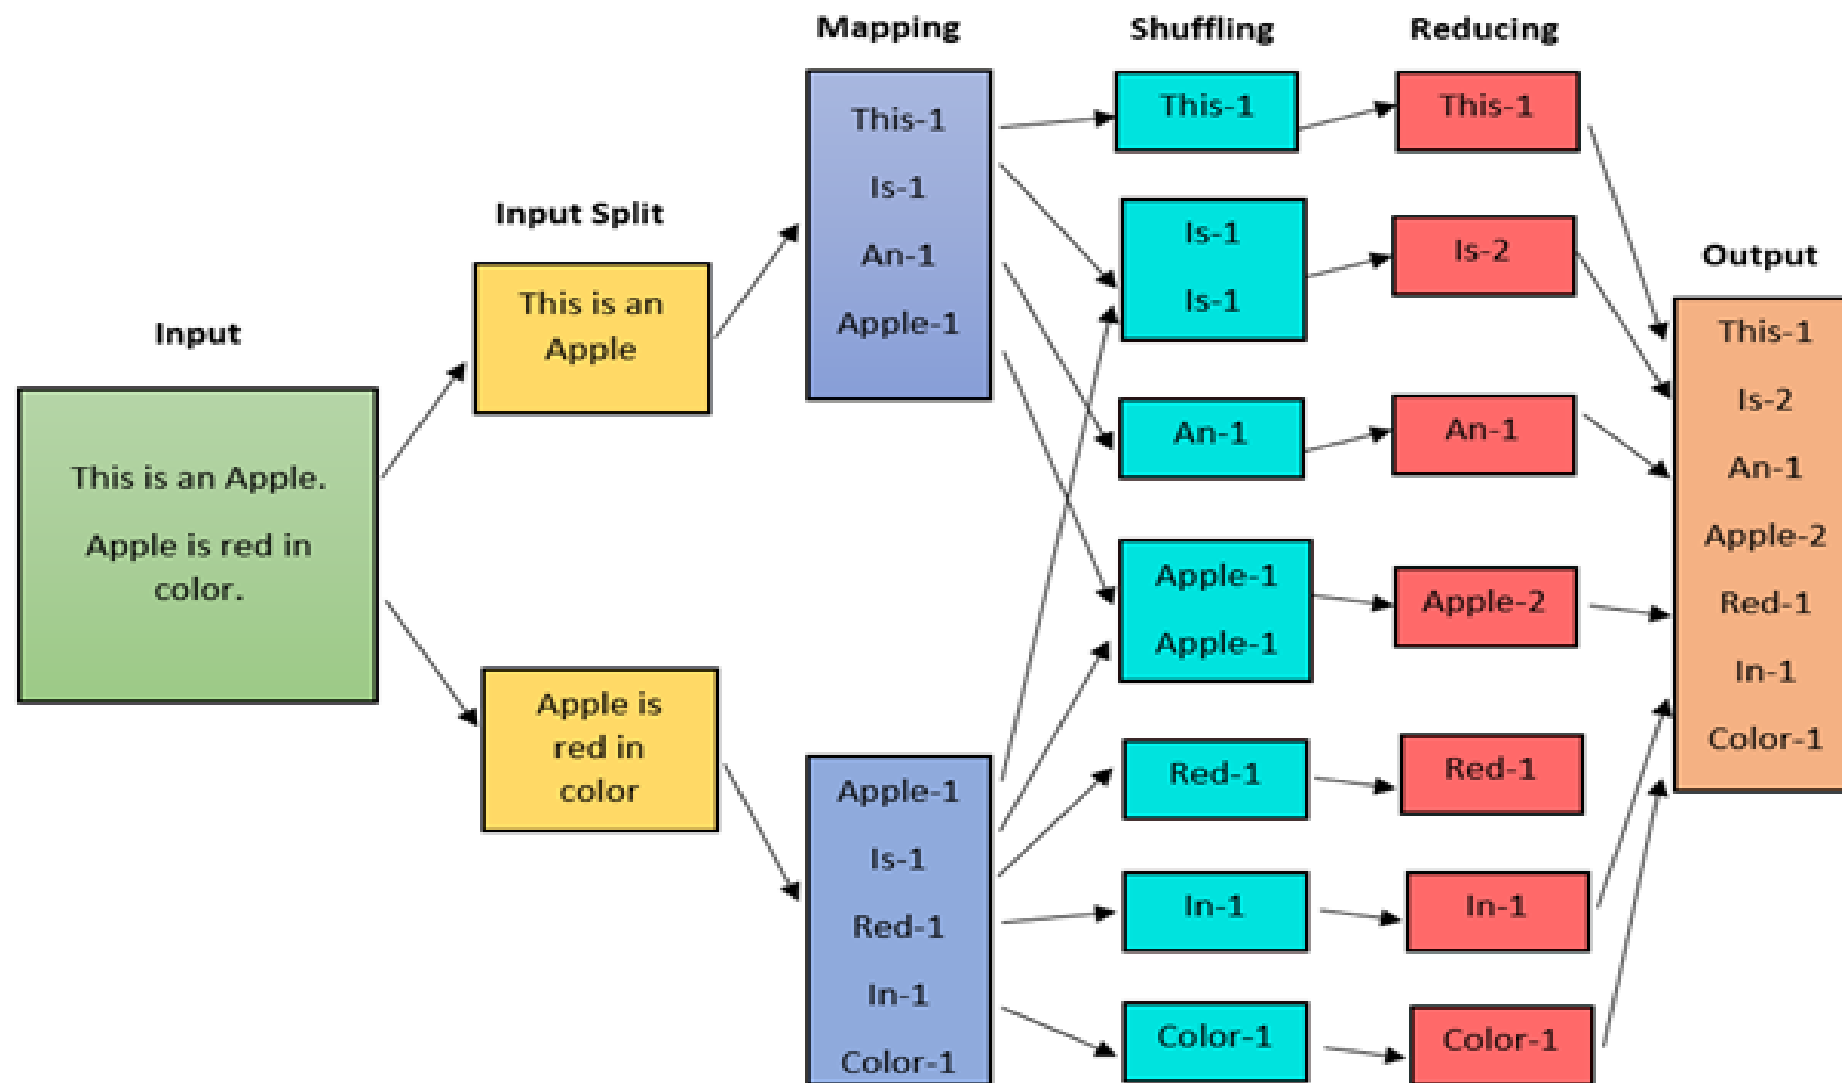 Input
This is an Apple.
Apple is red in
color.
Input Split
This is an
Apple
Apple is
red in
color
Mapping
This-1
Is-1
An-1
Apple-1
Apple-1
Is-1
Red-1
In-1
Color-1
Shuffling
This-1
Is-1
Is-1
An-1
Apple-1
Apple-1
Red-1
In-1
Color-1
Reducing
This-1
Is-2
An-1
Apple-2
Red-1
In-1
Color-1
Output
This-1
Is-2
An-1
Apple-2
Red-1
In-1
Color-1